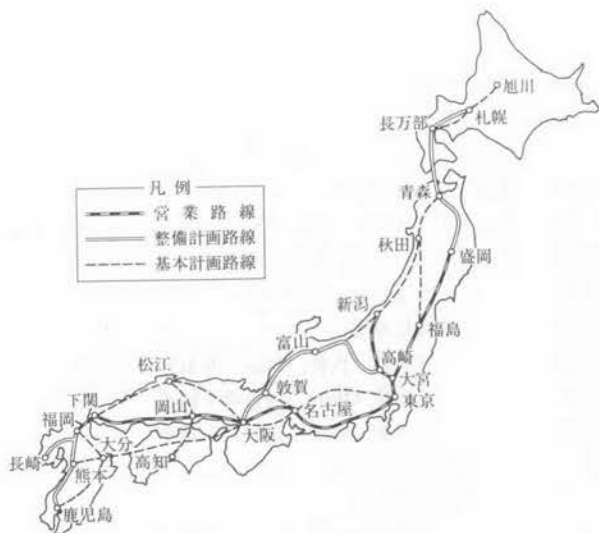 旭川
札幌
長万部
青森
凡例
営業路線
整備計画路線
基本計画路線
秋田
盛岡
新潟
福島
富山
高崎
松江
敦賀
大宮
東京
下関
岡山
名古屋
福岡
大阪
大分
長崎
高知
熊本
鹿児島